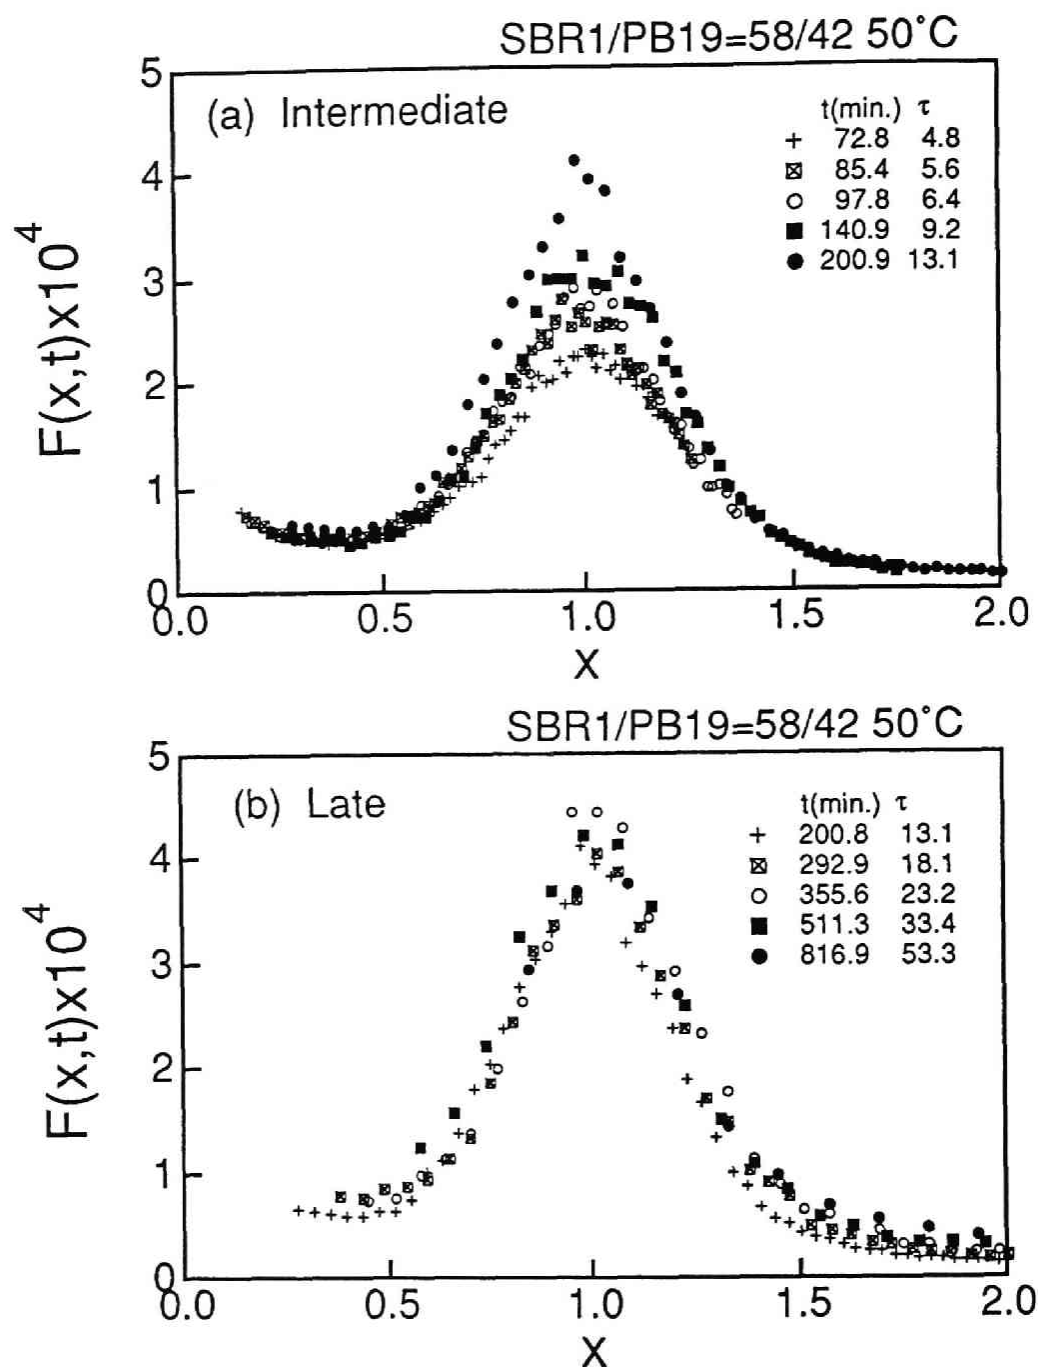 SBR1/PB19=58/42 50°C
(a) Intermediate
t(min.) τ
+ 72.8 4.8
85.4 5.6
97.8 6.4
140.9 9.2
200.9 13.1
5
4
3
2
1
0
F(x,t)x10^4
0.0 0.5 1.0 1.5 2.0
X
SBR1/PB19=58/42 50°C
(b) Late
t(min.) τ
+ 200.8 13.1
292.9 18.1
355.6 23.2
511.3 33.4
816.9 53.3
5
4
3
2
1
0
F(x,t)x10^4
0.0 0.5 1.0 1.5 2.0
X